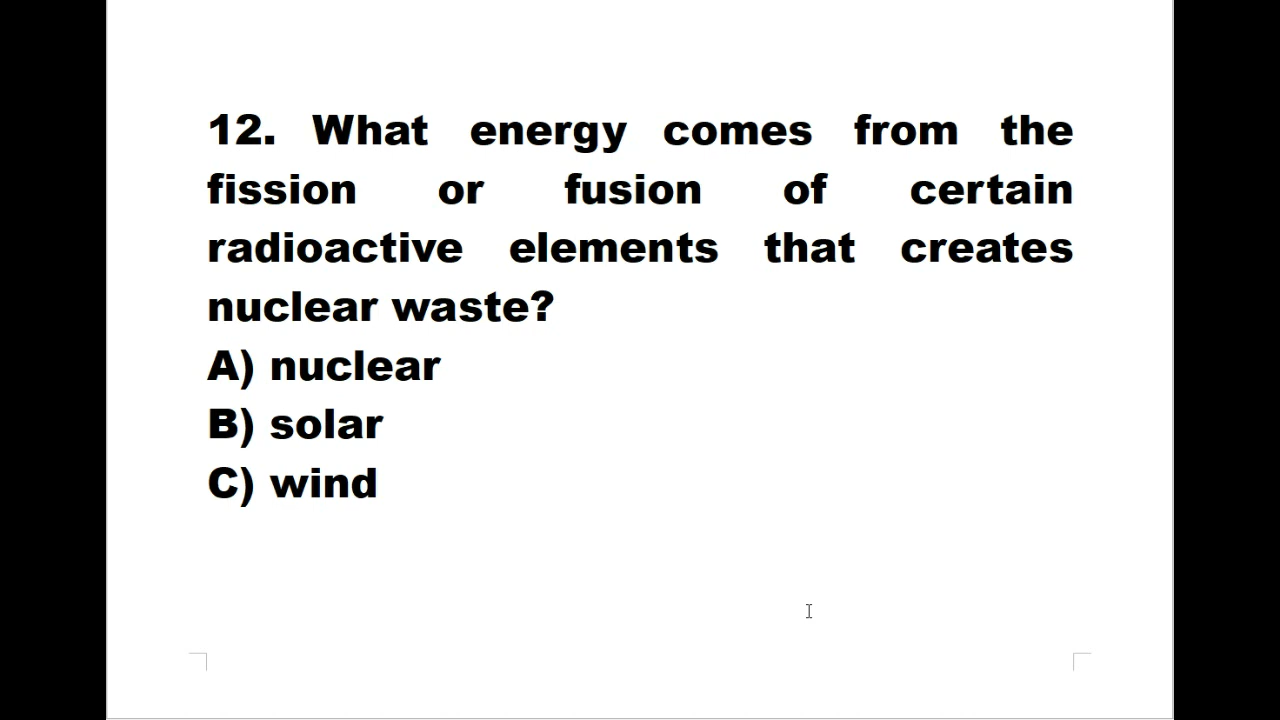 12. What energy comes from the
fission or fusion of certain
radioactive elements that creates
nuclear waste?
A) nuclear
B) solar
C) wind